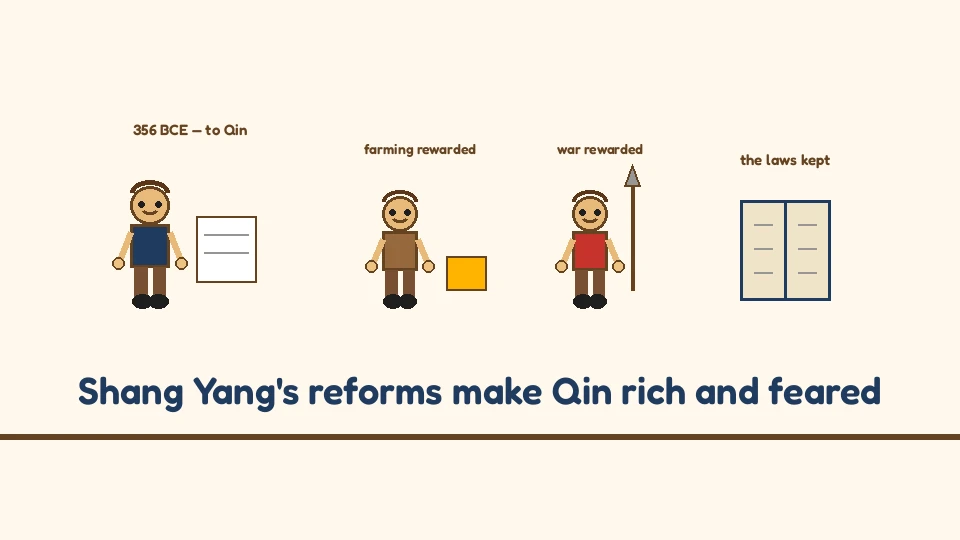 356 BCE – to Qin
farming rewarded
war rewarded
the laws kept
Shang Yang's reforms make Qin rich and feared